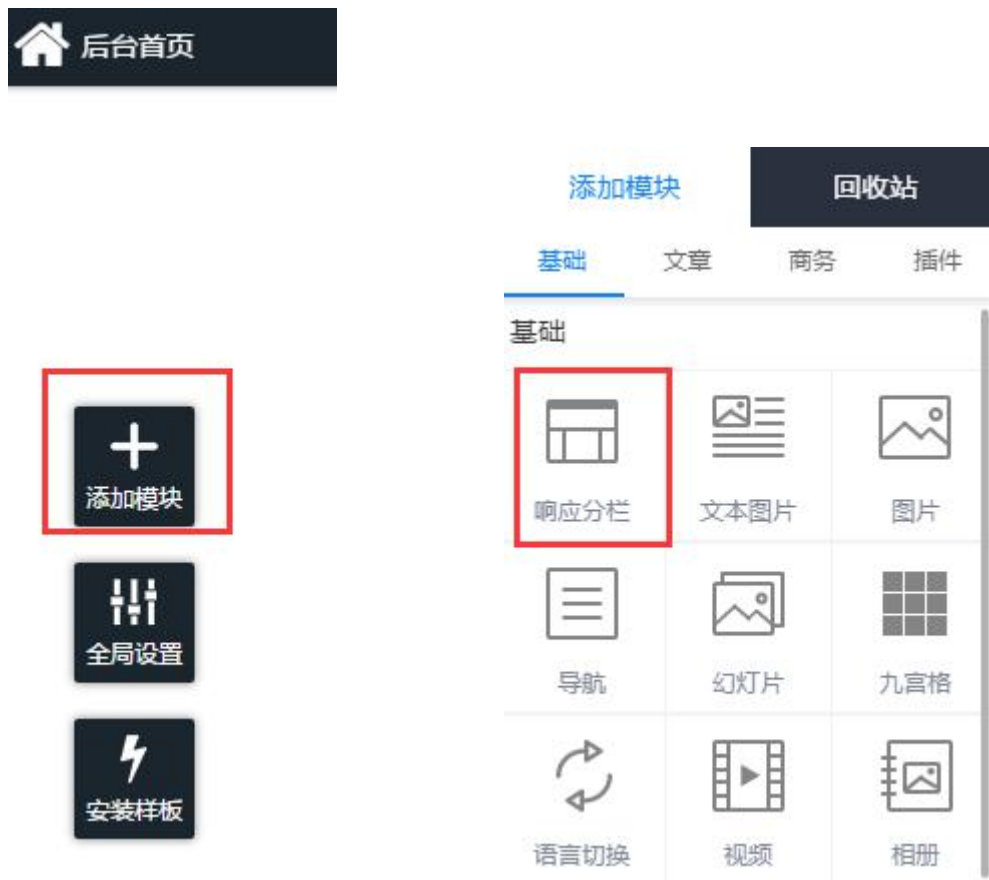 后台首页
添加模块
全局设置
安装样板
添加模块 回收站
基础 文章 商务 插件
基础
响应分栏 文本图片 图片
导航 幻灯片 九宫格
语言切换 视频 相册